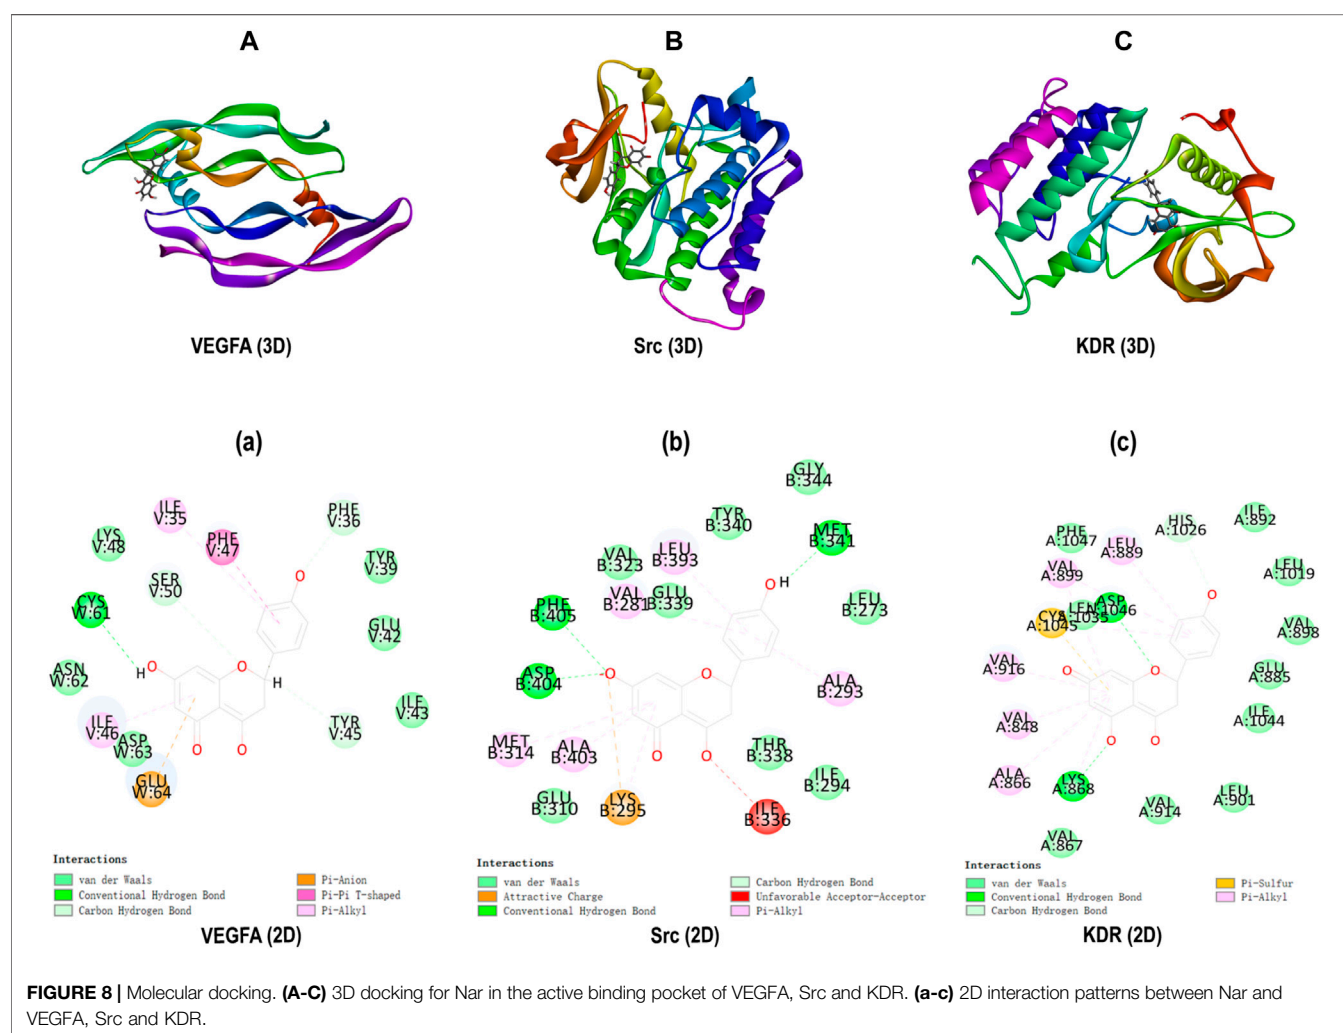 A
B
C
VEGFA (3D)
Src (3D)
KDR (3D)
(a)
(b)
(c)
ILE
V:35
PHE
V:36
LYS
V:48
PHE
V:47
TYR
V:39
SER
V:50
CYS
W:61
GLU
V:42
ASN
W:62
H
O
O
O
H
ILE
V:43
ILE
V:46
ASP
W:63
TYR
V:45
O
O
GLU
W:64
Interactions
van der Waals
Conventional Hydrogen Bond
Carbon Hydrogen Bond
Pi-Anion
Pi-Pi T-shaped
Pi-Alkyl
VEGFA (2D)
GLY
B:344
TYR
B:340
MET
B:341
LEU
B:393
VAL
B:323
O
H
VAL
B:281
GLU
B:339
LEU
B:273
PHE
B:405
ASP
B:404
O
O
ALA
B:293
MET
B:314
ALA
B:403
O
O
THR
B:338
ILE
B:294
GLU
B:310
LYS
B:295
ILE
B:336
Interactions
van der Waals
Attractive Charge
Conventional Hydrogen Bond
Carbon Hydrogen Bond
Unfavorable Acceptor-Acceptor
Pi-Alkyl
Src (2D)
ILE
A:892
HIS
A:1026
PHE
A:1047
LEU
A:889
VAL
A:899
LEU
A:1019
O
ASP
A:1046
LEU
A:1035
CYS
A:1045
VAL
A:898
VAL
A:916
O
O
GLU
A:885
VAL
A:848
ILE
A:1044
O
O
ALA
A:866
LYS
A:868
LEU
A:901
VAL
A:914
VAL
A:867
Interactions
van der Waals
Conventional Hydrogen Bond
Carbon Hydrogen Bond
Pi-Sulfur
Pi-Alkyl
KDR (2D)
FIGURE 8 | Molecular docking. (A-C) 3D docking for Nar in the active binding pocket of VEGFA, Src and KDR. (a-c) 2D interaction patterns between Nar and
VEGFA, Src and KDR.